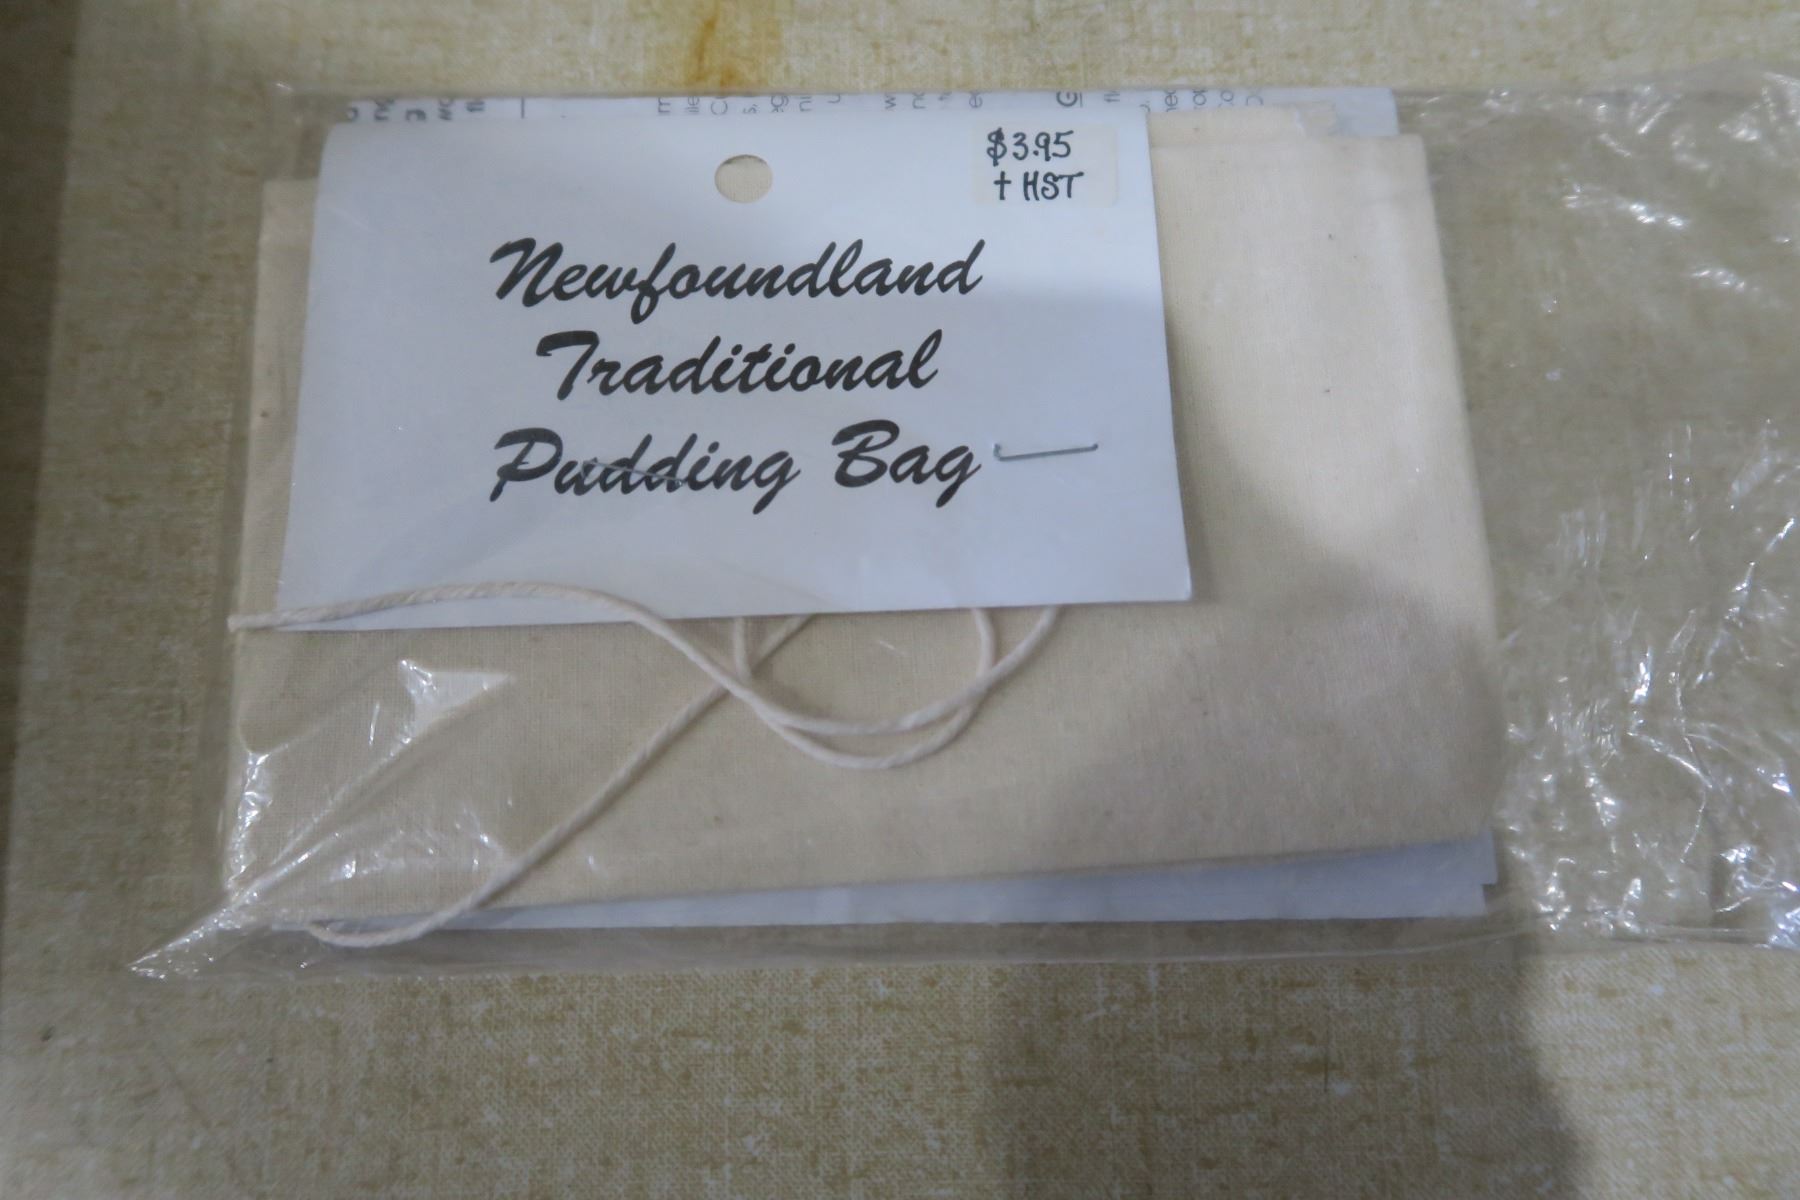 $3.95
+ HST
Newfoundland
Traditional
Pudding Bag